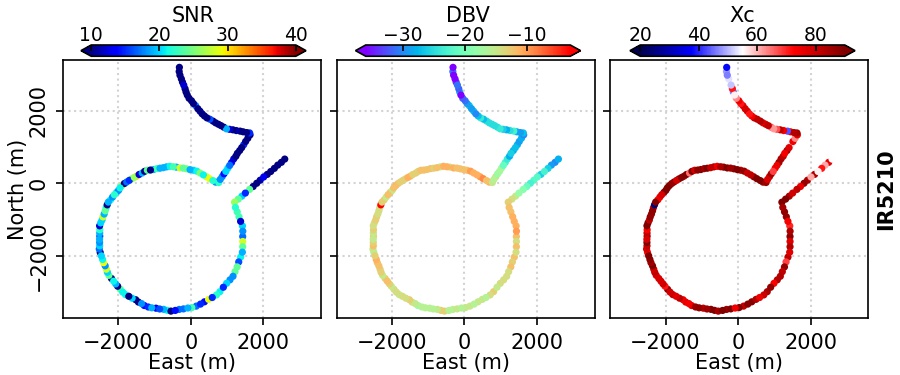 SNR
10 20 30 40
DBV
−30 −20 −10
Xc
20 40 60 80
North (m)
2000
0
−2000
−2000 0 2000
East (m)
−2000 0 2000
East (m)
−2000 0 2000
East (m)
IR5210